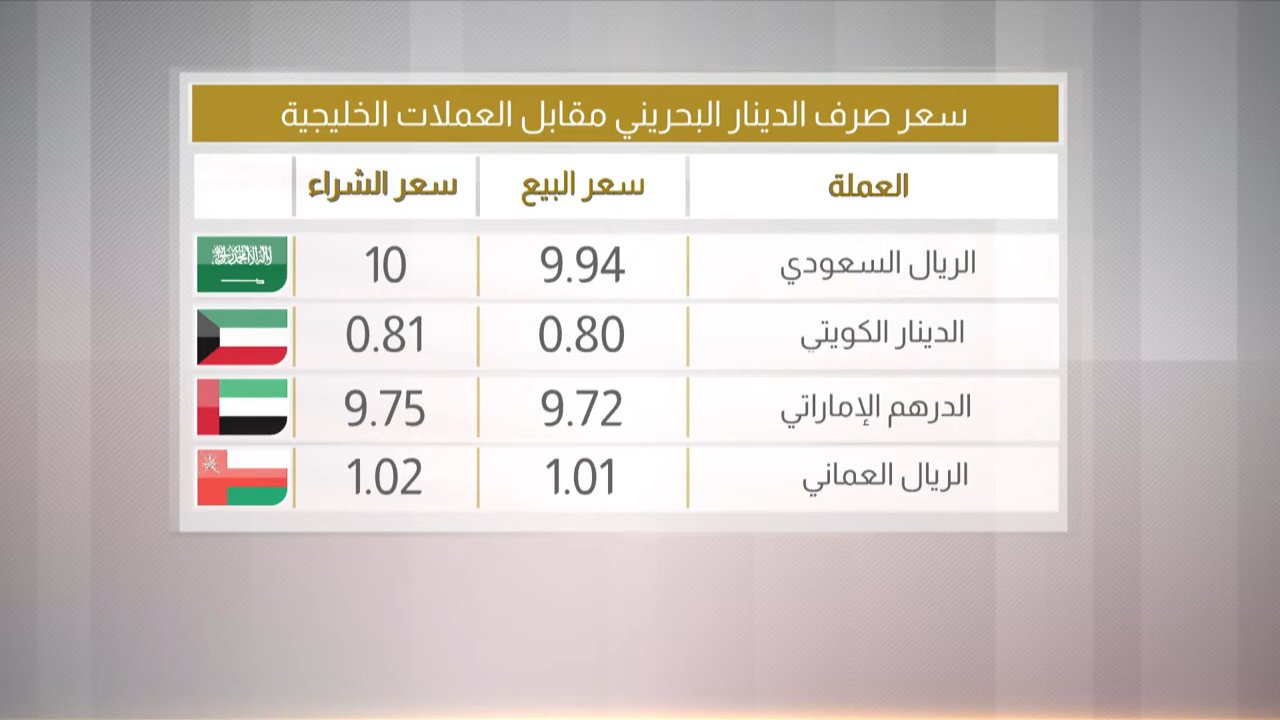 سعر صرف الدينار البحريني مقابل العملات الخليجية
العملة سعر البيع سعر الشراء
الريال السعودي 9.94 10
الدينار الكويتي 0.80 0.81
الدرهم الإماراتي 9.72 9.75
الريال العماني 1.01 1.02